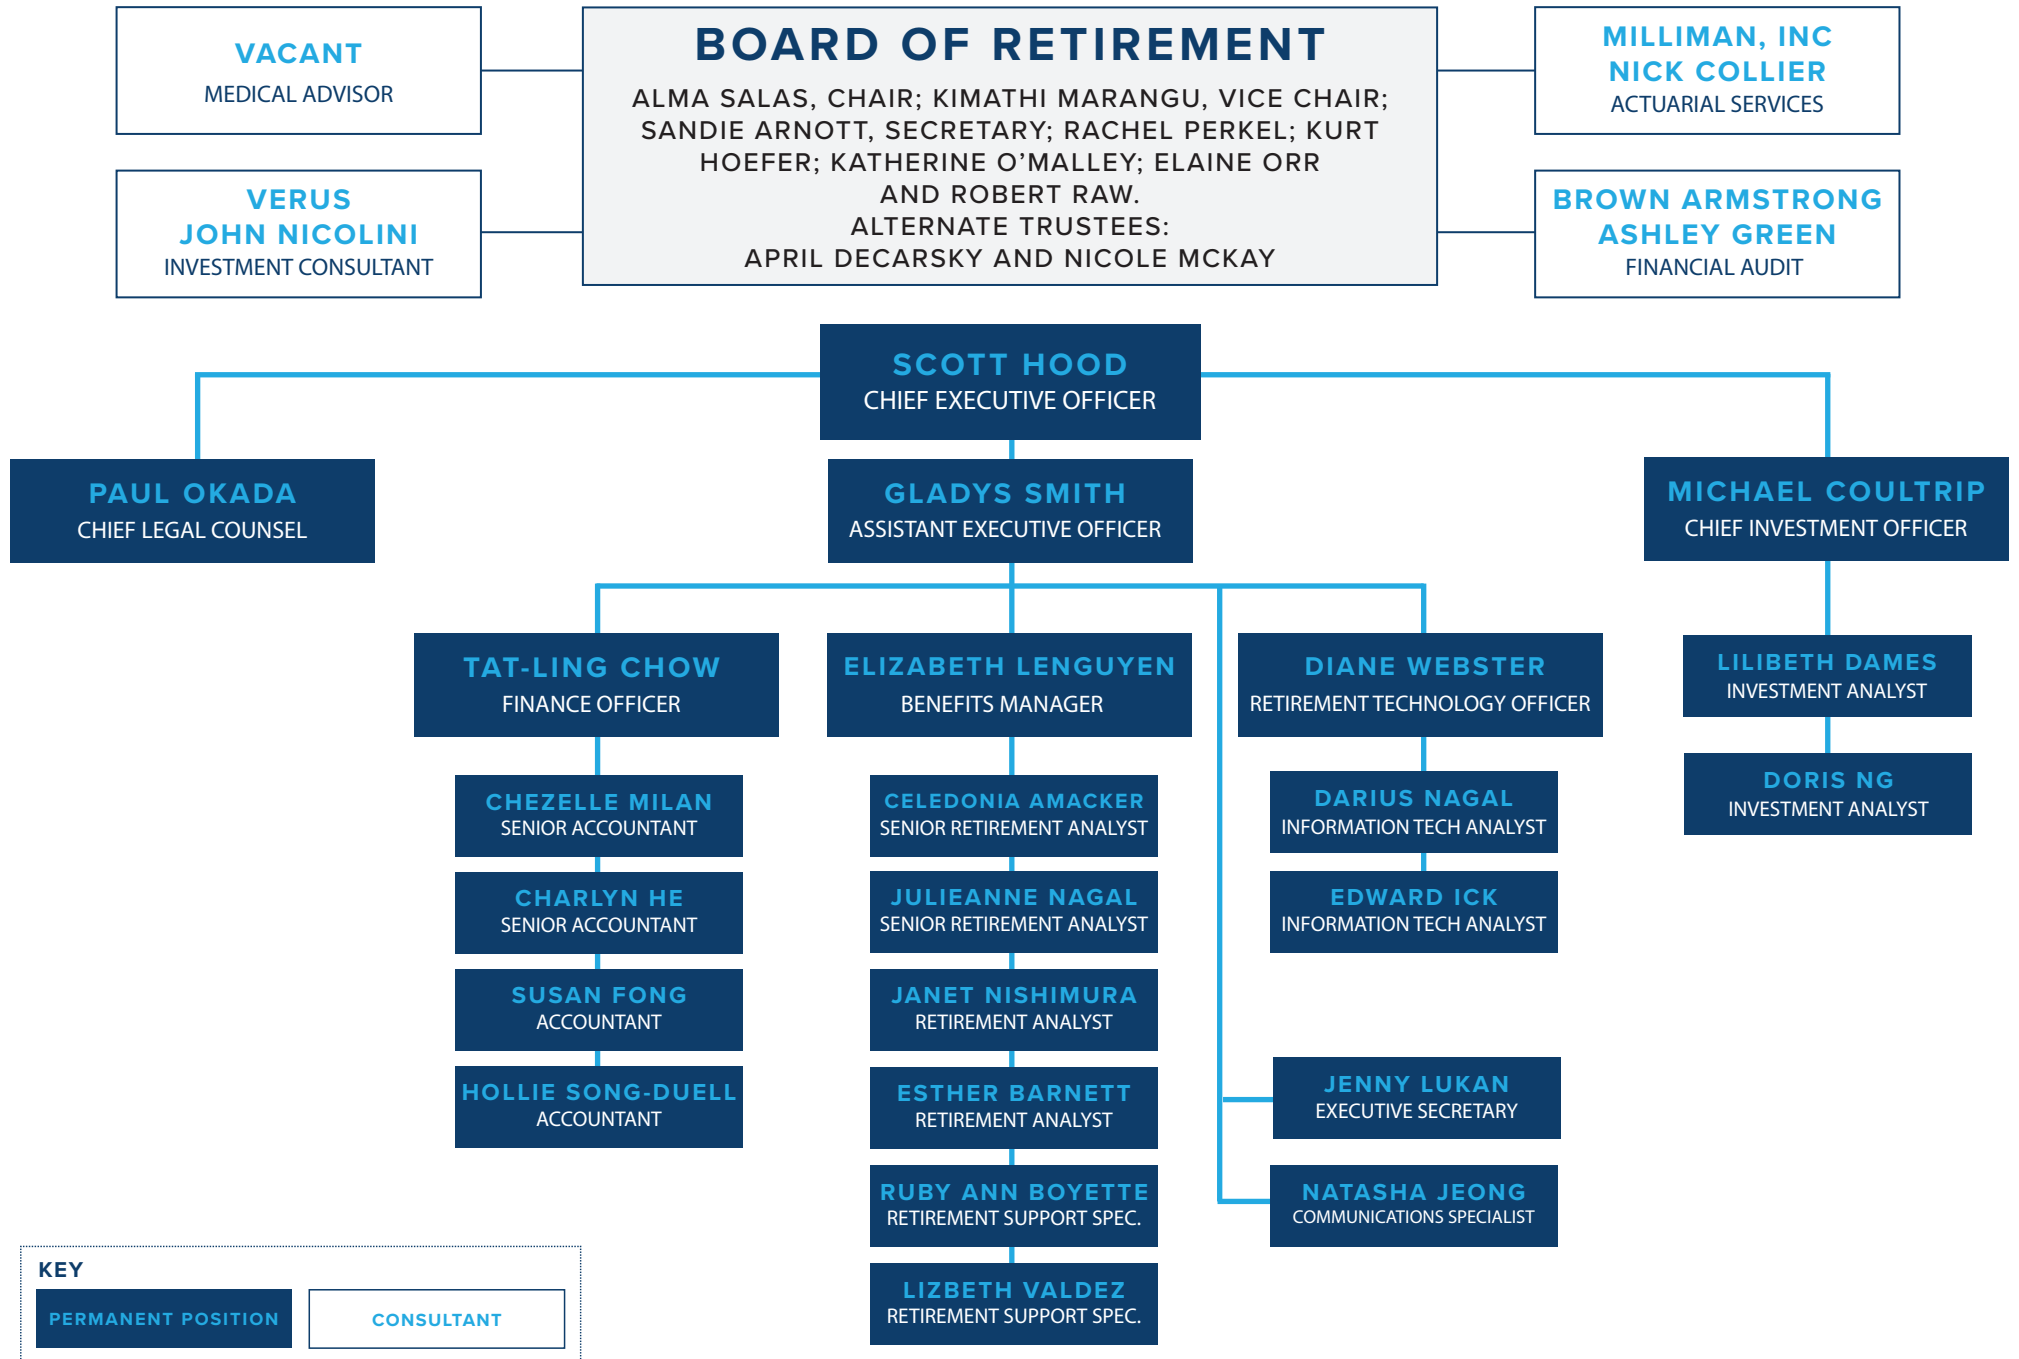 VACANT
MEDICAL ADVISOR
BOARD OF RETIREMENT
ALMA SALAS, CHAIR; KIMATHI MARANGU, VICE CHAIR;
SANDIE ARNOTT, SECRETARY; RACHEL PERKEL; KURT
HOEFER; KATHERINE O’MALLEY; ELAINE ORR
AND ROBERT RAW.
ALTERNATE TRUSTEES:
APRIL DECARSKY AND NICOLE MCKAY
MILLIMAN, INC
NICK COLLIER
ACTUARIAL SERVICES
VERUS
JOHN NICOLINI
INVESTMENT CONSULTANT
BROWN ARMSTRONG
ASHLEY GREEN
FINANCIAL AUDIT
SCOTT HOOD
CHIEF EXECUTIVE OFFICER
PAUL OKADA
CHIEF LEGAL COUNSEL
GLADYS SMITH
ASSISTANT EXECUTIVE OFFICER
MICHAEL COULTRIP
CHIEF INVESTMENT OFFICER
TAT-LING CHOW
FINANCE OFFICER
ELIZABETH LENGUYEN
BENEFITS MANAGER
DIANE WEBSTER
RETIREMENT TECHNOLOGY OFFICER
LILIBETH DAMES
INVESTMENT ANALYST
DORIS NG
INVESTMENT ANALYST
CHEZELLE MILAN
SENIOR ACCOUNTANT
CHARLYN HE
SENIOR ACCOUNTANT
SUSAN FONG
ACCOUNTANT
HOLLIE SONG-DUELL
ACCOUNTANT
CELEDONIA AMACKER
SENIOR RETIREMENT ANALYST
JULIEANNE NAGAL
SENIOR RETIREMENT ANALYST
JANET NISHIMURA
RETIREMENT ANALYST
ESTHER BARNETT
RETIREMENT ANALYST
RUBY ANN BOYETTE
RETIREMENT SUPPORT SPEC.
LIZBETH VALDEZ
RETIREMENT SUPPORT SPEC.
DARIUS NAGAL
INFORMATION TECH ANALYST
EDWARD ICK
INFORMATION TECH ANALYST
JENNY LUKAN
EXECUTIVE SECRETARY
NATASHA JEONG
COMMUNICATIONS SPECIALIST
KEY
PERMANENT POSITION
CONSULTANT